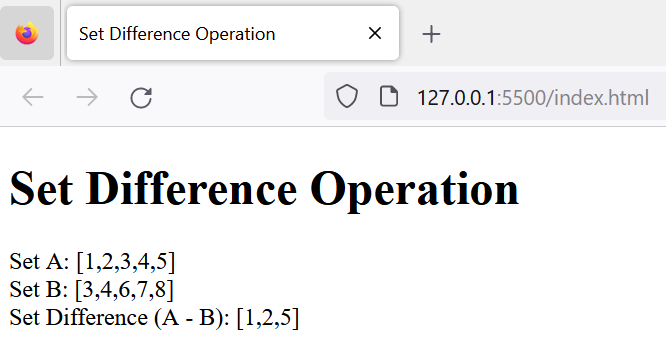 Set Difference Operation
127.0.0.1:5500/index.html
Set Difference Operation
Set A: [1,2,3,4,5]
Set B: [3,4,6,7,8]
Set Difference (A - B): [1,2,5]